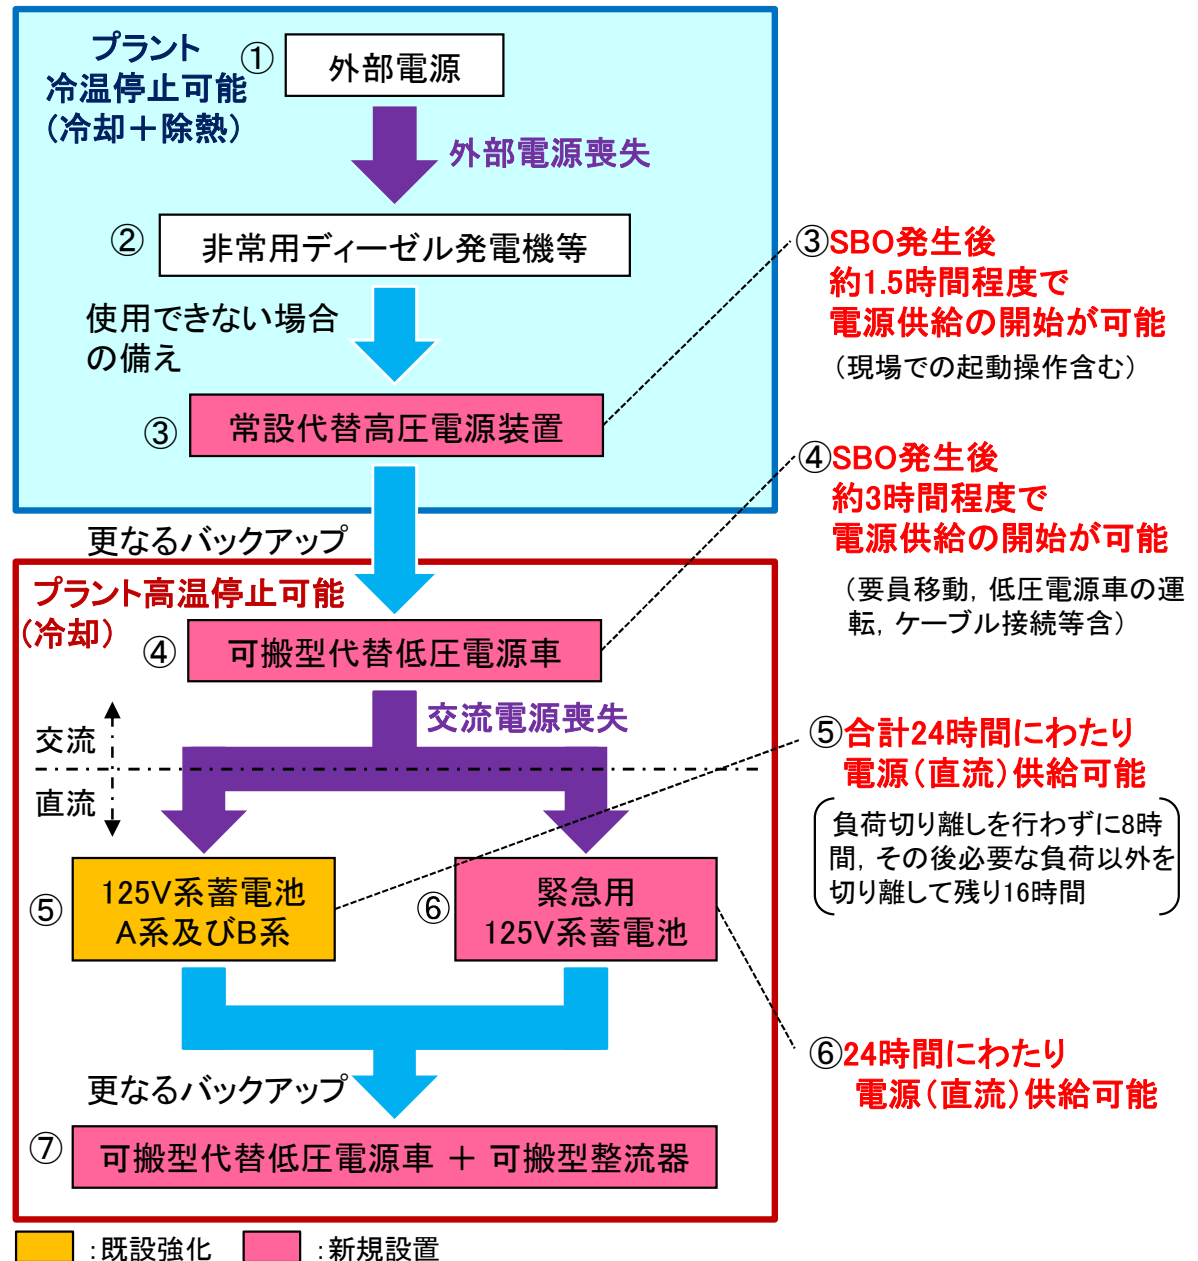 プラント
冷温停止可能
（冷却＋除熱）
①
外部電源
外部電源喪失
②
非常用ディーゼル発電機等
使用できない場合
の備え
③
常設代替高圧電源装置
③SBO発生後
約1.5時間程度で
電源供給の開始が可能
（現場での起動操作含む）
更なるバックアップ
プラント高温停止可能
（冷却）
④
可搬型代替低圧電源車
④SBO発生後
約3時間程度で
電源供給の開始が可能
（要員移動，低圧電源車の運
転，ケーブル接続等含）
交流電源喪失
交流
直流
⑤
125V系蓄電池
A系及びB系
⑥
緊急用
125V系蓄電池
⑤合計24時間にわたり
電源（直流）供給可能
負荷切り離しを行わずに8時
間，その後必要な負荷以外を
切り離して残り16時間
⑥24時間にわたり
電源（直流）供給可能
更なるバックアップ
⑦
可搬型代替低圧電源車 ＋ 可搬型整流器
：既設強化
：新規設置